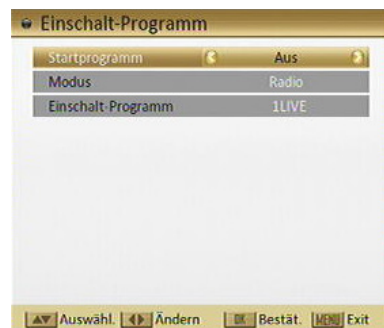 Einschalt-Programm
Startprogramm Aus
Modus Radio
Einschalt-Programm 1LIVE
Auswähl. Ändern OK Bestät. MENU Exit